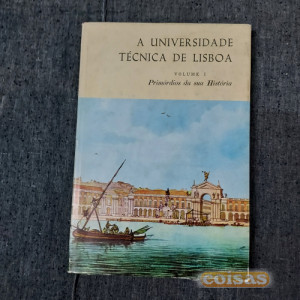 A UNIVERSIDADE
TÉCNICA DE LISBOA
VOLUME I
Primórdios da sua História
coisas